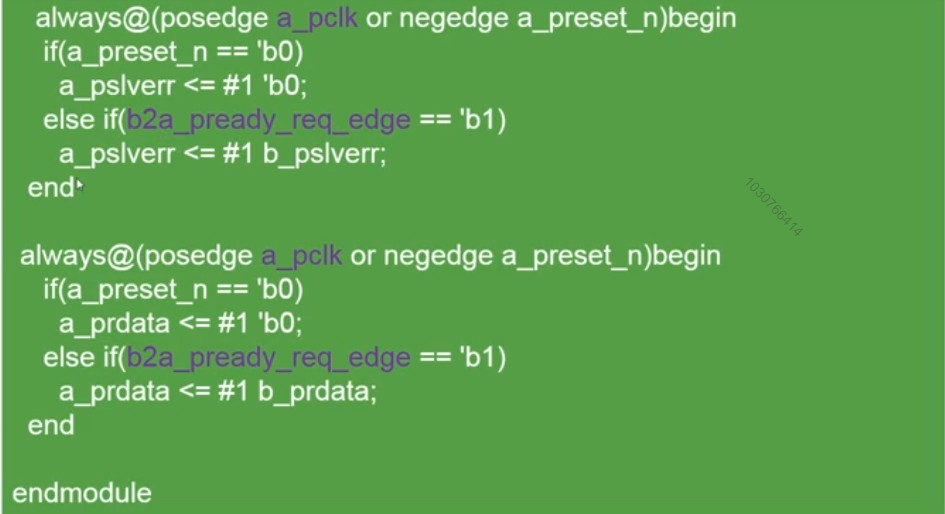 always@(posedge a_pclk or negedge a_preset_n)begin
if(a_preset_n == 'b0)
a_pslverr <= #1 'b0;
else if(b2a_pready_req_edge == 'b1)
a_pslverr <= #1 b_pslverr;
end
1030766414
always@(posedge a_pclk or negedge a_preset_n)begin
if(a_preset_n == 'b0)
a_prdata <= #1 'b0;
else if(b2a_pready_req_edge == 'b1)
a_prdata <= #1 b_prdata;
end
endmodule